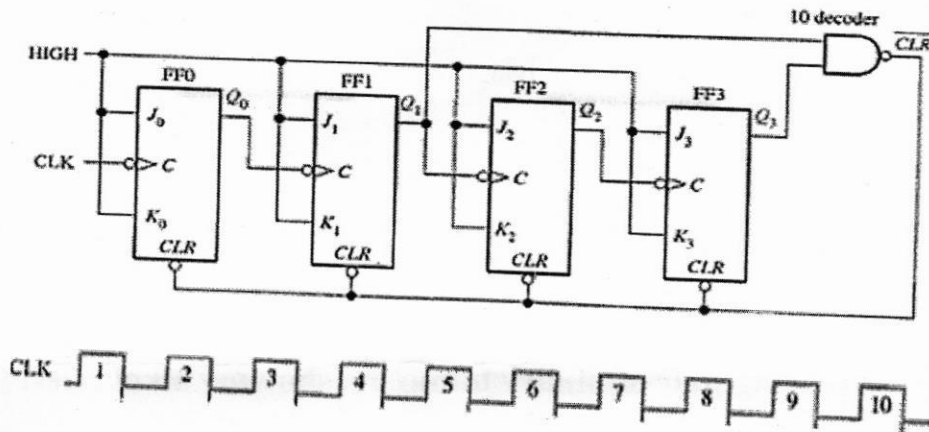 10 decoder
HIGH
CLR
FF0
FF1
FF2
FF3
Q0
Q1
Q2
Q3
J0
J1
J2
J3
CLK
C
C
C
C
K0
K1
K2
K3
CLR
CLR
CLR
CLR
CLK 1 2 3 4 5 6 7 8 9 10